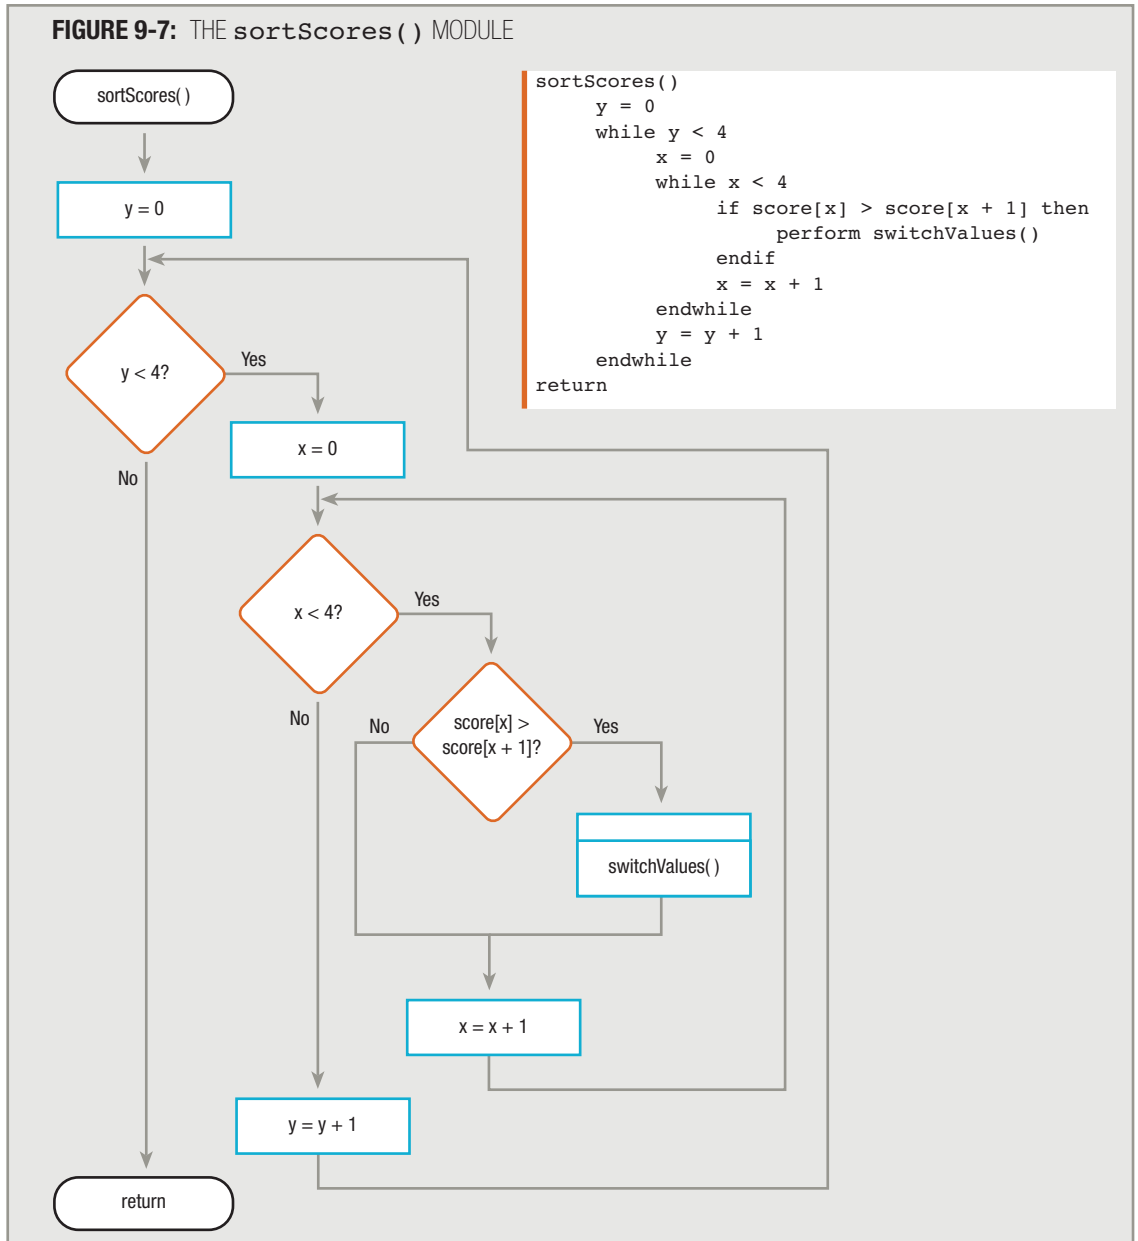 FIGURE 9-7: THE sortScores() MODULE
sortScores( )
y = 0
y < 4?
Yes
No
x = 0
x < 4?
Yes
No
score[x] >
score[x + 1]?
No
Yes
switchValues( )
x = x + 1
y = y + 1
return
sortScores()
     y = 0
     while y < 4
          x = 0
          while x < 4
               if score[x] > score[x + 1] then
                    perform switchValues()
               endif
               x = x + 1
          endwhile
          y = y + 1
     endwhile
return